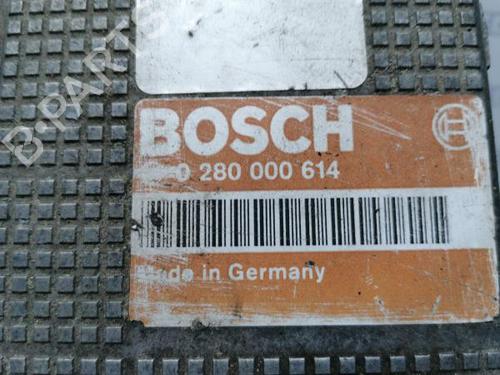 B-PARTS
BOSCH
0 280 000 614
Made in Germany